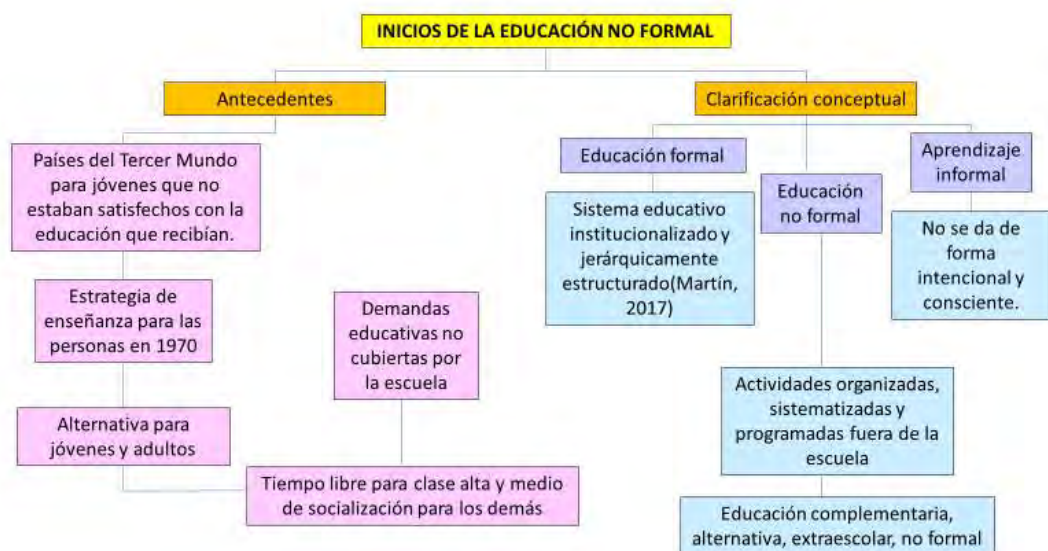 INICIOS DE LA EDUCACIÓN NO FORMAL
Antecedentes
Países del Tercer Mundo
para jóvenes que no
estaban satisfechos con la
educación que recibían.
Estrategia de
enseñanza para las
personas en 1970
Alternativa para
jóvenes y adultos
Demandas
educativas no
cubiertas por
la escuela
Tiempo libre para clase alta y medio
de socialización para los demás
Clarificación conceptual
Educación formal
Sistema educativo
institucionalizado y
jerárquicamente
estructurado(Martín,
2017)
Educación
no formal
Actividades organizadas,
sistematizadas y
programadas fuera de la
escuela
Educación complementaria,
alternativa, extraescolar, no formal
Aprendizaje
informal
No se da de
forma
intencional y
consciente.